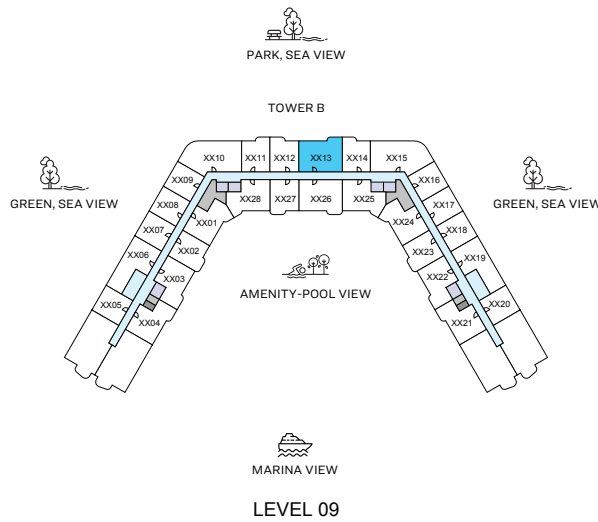 PARK, SEA VIEW
TOWER B
XX10
XX11
XX12
XX13
XX14
XX15
XX09
XX16
GREEN, SEA VIEW
GREEN, SEA VIEW
XX28
XX27
XX26
XX25
XX08
XX17
XX01
XX24
XX07
XX18
XX02
XX23
XX06
XX19
XX03
XX22
AMENITY-POOL VIEW
XX05
XX20
XX04
XX21
MARINA VIEW
LEVEL 09